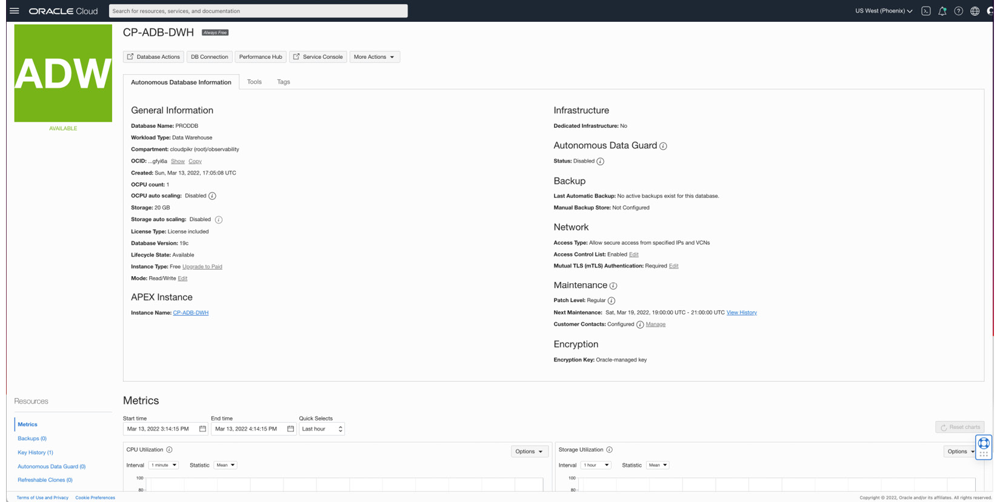 ORACLE Cloud
Search for resources, services, and documentation
US West (Phoenix)
ADW
AVAILABLE
CP-ADB-DWH
Always Free
Database Actions
DB Connection
Performance Hub
Service Console
More Actions
Autonomous Database Information
Tools
Tags
General Information
Database Name: PRODDB
Workload Type: Data Warehouse
Compartment: cloudpikr (root)/observability
OCID: ...gfyi6a Show Copy
Created: Sun, Mar 13, 2022, 17:05:08 UTC
OCPU count: 1
OCPU auto scaling: Disabled
Storage: 20 GB
Storage auto scaling: Disabled
License Type: License included
Database Version: 19c
Lifecycle State: Available
Instance Type: Free Upgrade to Paid
Mode: Read/Write Edit
APEX Instance
Instance Name: CP-ADB-DWH
Infrastructure
Dedicated Infrastructure: No
Autonomous Data Guard
Status: Disabled
Backup
Last Automatic Backup: No active backups exist for this database.
Manual Backup Store: Not Configured
Network
Access Type: Allow secure access from specified IPs and VCNs
Access Control List: Enabled Edit
Mutual TLS (mTLS) Authentication: Required Edit
Maintenance
Patch Level: Regular
Next Maintenance: Sat, Mar 19, 2022, 19:00:00 UTC - 21:00:00 UTC View History
Customer Contacts: Configured Manage
Encryption
Encryption Key: Oracle-managed key
Resources
Metrics
Backups (0)
Key History (1)
Autonomous Data Guard (0)
Refreshable Clones (0)
Metrics
Start time
Mar 13, 2022 3:14:15 PM
End time
Mar 13, 2022 4:14:15 PM
Quick Selects
Last hour
Reset charts
CPU Utilization
Options
Interval 1 minute Statistic Mean
100
80
Storage Utilization
Options
Interval 1 hour Statistic Mean
100
80
Terms of Use and Privacy Cookie Preferences
Copyright © 2022, Oracle and/or its affiliates. All rights reserved.